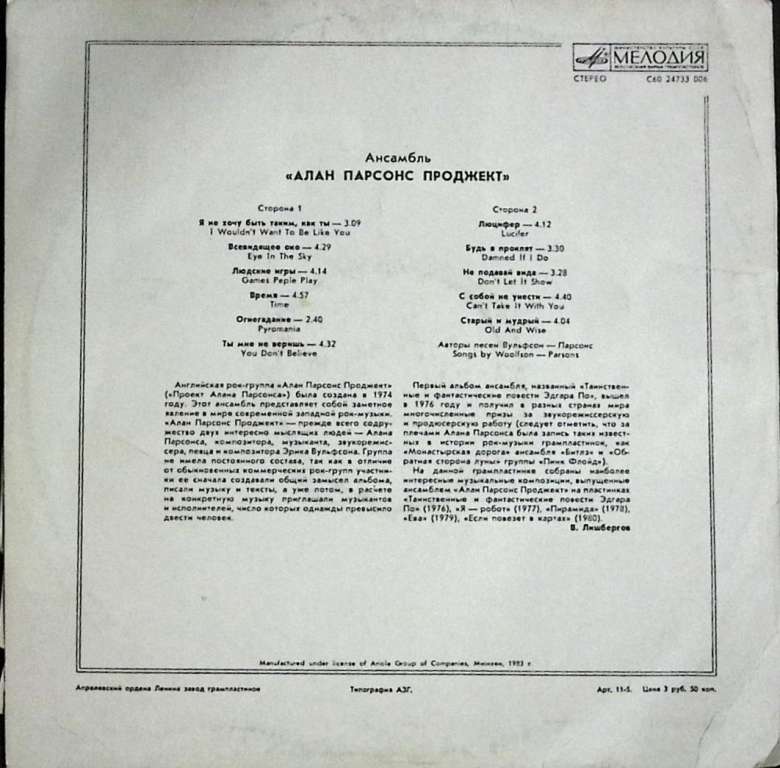 МИНИСТЕРСТВО КУЛЬТУРЫ СССР
МЕЛОДИЯ
ВСЕСОЮЗНАЯ ФИРМА ГРАМПЛАСТИНОК
СТЕРЕО С60 24733 006
Ансамбль
«АЛАН ПАРСОНС ПРОДЖЕКТ»
Сторона 1
Я не хочу быть таким, как ты — 3.09
I Wouldn't Want To Be Like You
Всевидящее око — 4.29
Eye In The Sky
Людские игры — 4.14
Games Peple Play
Время — 4.57
Time
Огнегадание — 2.40
Pyromania
Ты мне не веришь — 4.32
You Don't Believe
Сторона 2
Люцифер — 4.12
Lucifer
Будь я проклят — 3.30
Damned If I Do
Не подавай вида — 3.28
Don't Let It Show
С собой не унести — 4.40
Can't Take It With You
Старый и мудрый — 4.04
Old And Wise
Авторы песен Вульфсон — Парсонс
Songs by Woolfson — Parsons
Английская рок-группа «Алан Парсонс Проджект»
(«Проект Алана Парсонса») была создана в 1974
году. Этот ансамбль представляет собой заметное
явление в мире современной западной рок-музыки.
«Алан Парсонс Проджект» — прежде всего содру-
жество двух интересно мыслящих людей — Алана
Парсонса, композитора, музыканта, звукорежис-
сера, певца и композитора Эрика Вульфсона. Группа
не имела постоянного состава, так как в отличие
от обыкновенных коммерческих рок-групп участни-
ки ее сначала создавали общий замысел альбома,
писали музыку и тексты, а уже потом, в расчете
на конкретную музыку приглашали музыкантов
и исполнителей, число которых однажды превысило
двести человек.
Первый альбом ансамбля, названный «Таинствен-
ные и фантастические повести Эдгара По», вышел
в 1976 году и получил в разных странах мира
многочисленные призы за звукорежиссерскую
и продюсерскую работу (следует отметить, что за
плечами Алана Парсонса была запись таких извест-
ных в истории рок-музыки грампластинок, как
«Монастырская дорога» ансамбля «Битлз» и «Об-
ратная сторона луны» группы «Пинк Флойд»).
На данной грампластинке собраны наиболее
интересные музыкальные композиции, выпущенные
ансамблем «Алан Парсонс Проджект» на пластинках
«Таинственные и фантастические повести Эдгара
По» (1976), «Я — робот» (1977), «Пирамида» (1978),
«Ева» (1979), «Если повезет в картах» (1980).
В. Лишбергов
Manufactured under license of Ariola Group of Companies, Мюнхен, 1983 г.
Апрелевский ордена Ленина завод грампластинок Типография АЗГ. Арт. 11-5. Цена 3 руб. 50 коп.